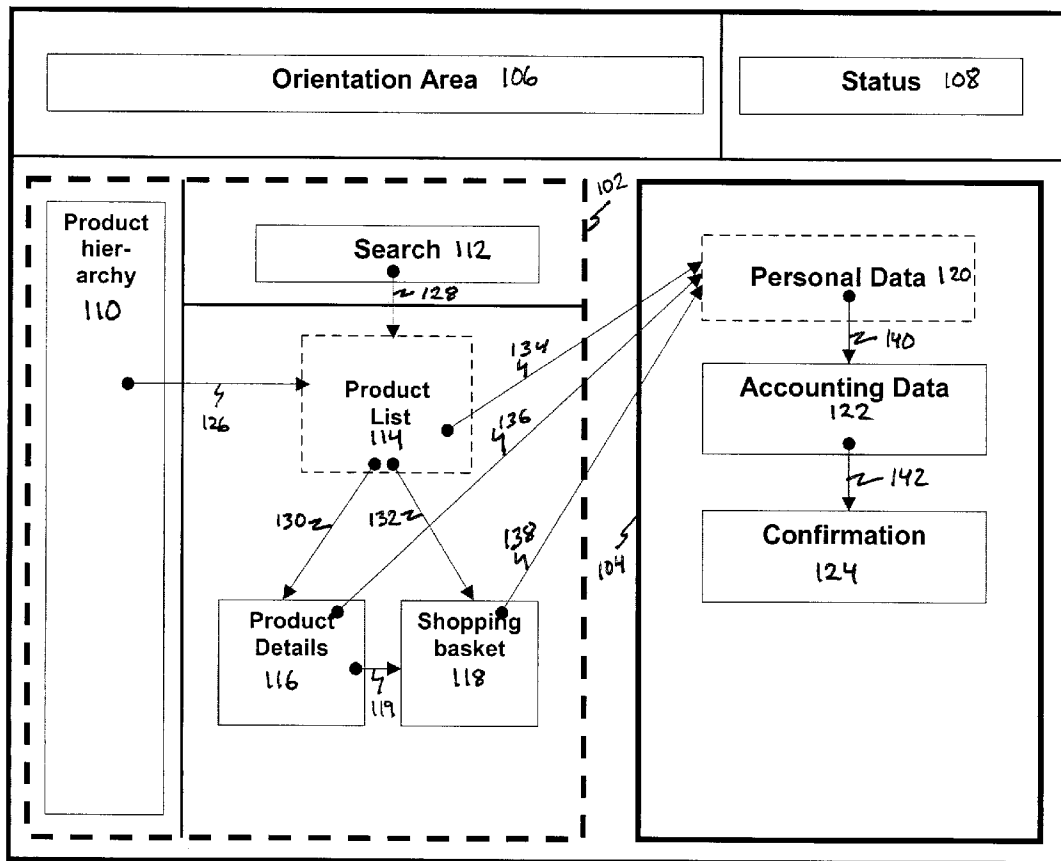 Orientation Area 106
Status 108
Product
hier-
archy
110
Search 112
128
102
Personal Data 120
134
140
126
Product
List
114
136
Accounting Data
122
130
132
138
142
104
Confirmation
124
Product
Details
116
Shopping
basket
118
119